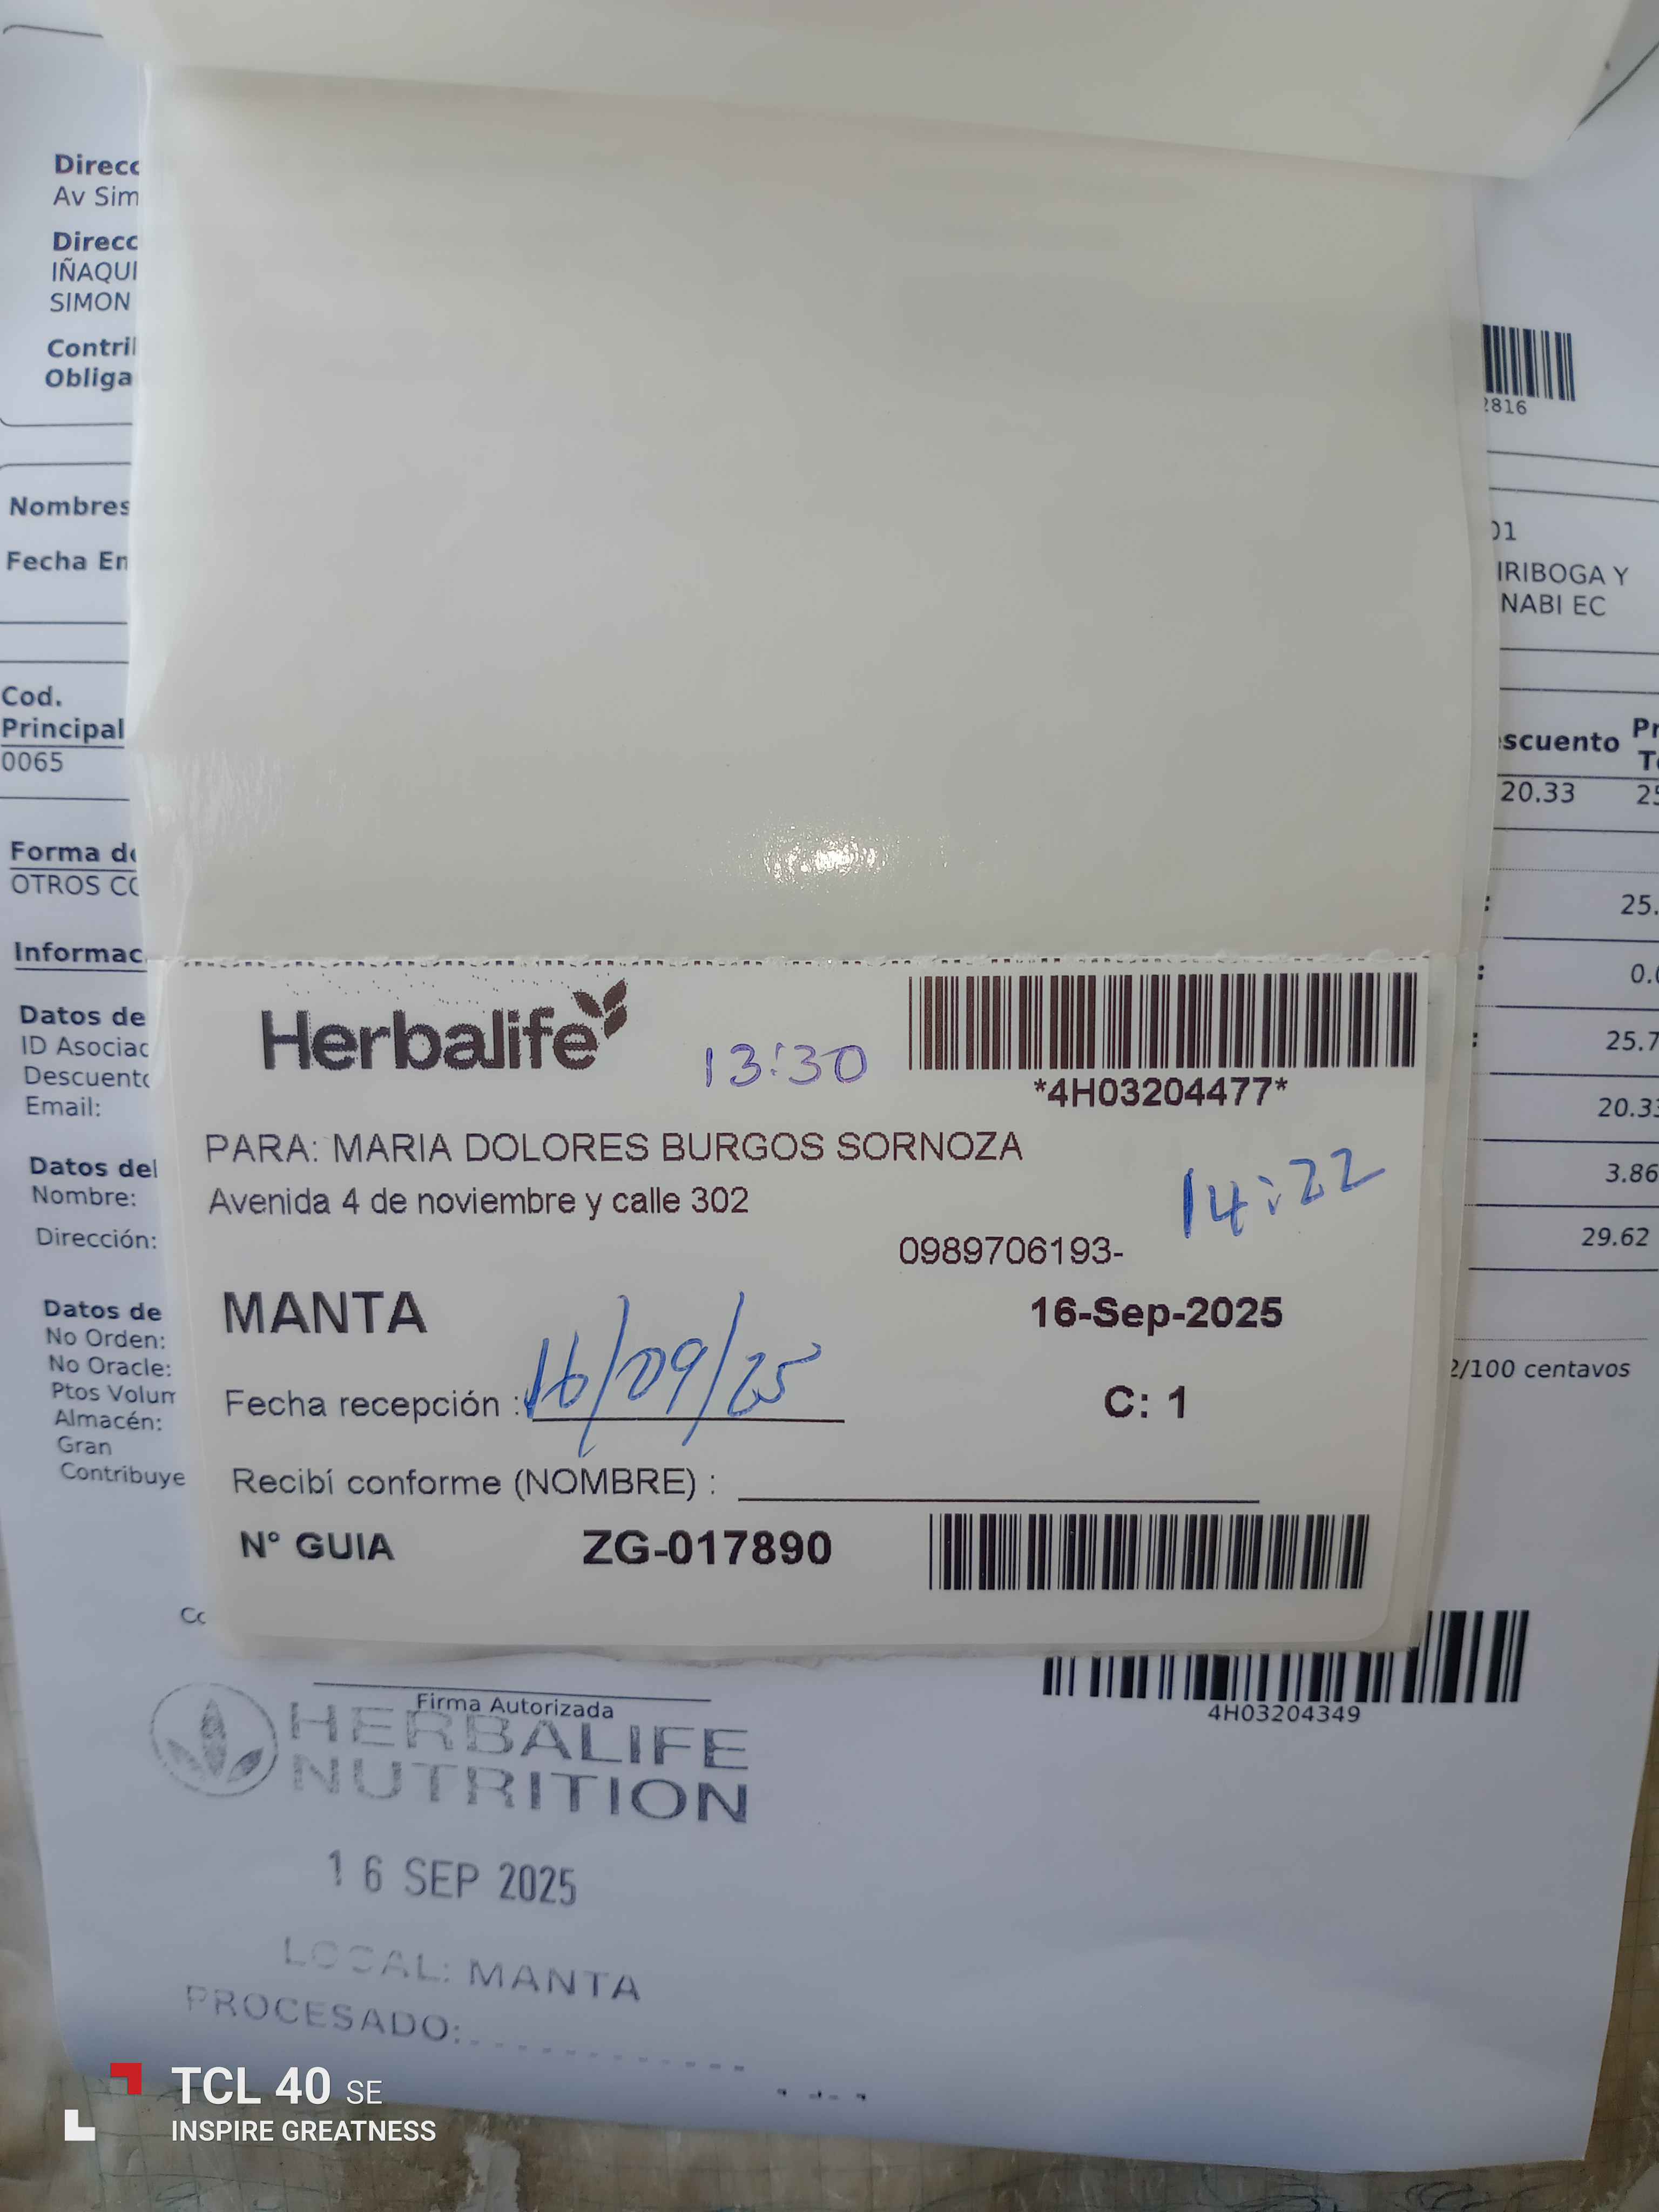 Direcc
Av Sim
Direcc
IÑAQUI
SIMON
Contril
Obliga
2816
Nombres
01
Fecha En
IRIBOGA Y
NABI EC
Cod.
Principal
0065
scuento
20.33
Forma de
OTROS CO
25.
Informac
0.0
Datos de
ID Asociac
Descuento
Email:
25.7
20.33
Datos del
Nombre:
3.86
Dirección:
29.62
Datos de
No Orden:
No Oracle:
Ptos Volum
Almacén:
Gran
Contribuye
2/100 centavos
Herbalife
13:30
*4H03204477*
PARA: MARIA DOLORES BURGOS SORNOZA
Avenida 4 de noviembre y calle 302
14:22
0989706193-
MANTA
16-Sep-2025
Fecha recepción : 16/09/25
C: 1
Recibí conforme (NOMBRE) :
N° GUIA ZG-017890
Firma Autorizada
4H03204349
HERBALIFE
NUTRITION
16 SEP 2025
LOCAL: MANTA
PROCESADO:
TCL 40 SE
INSPIRE GREATNESS